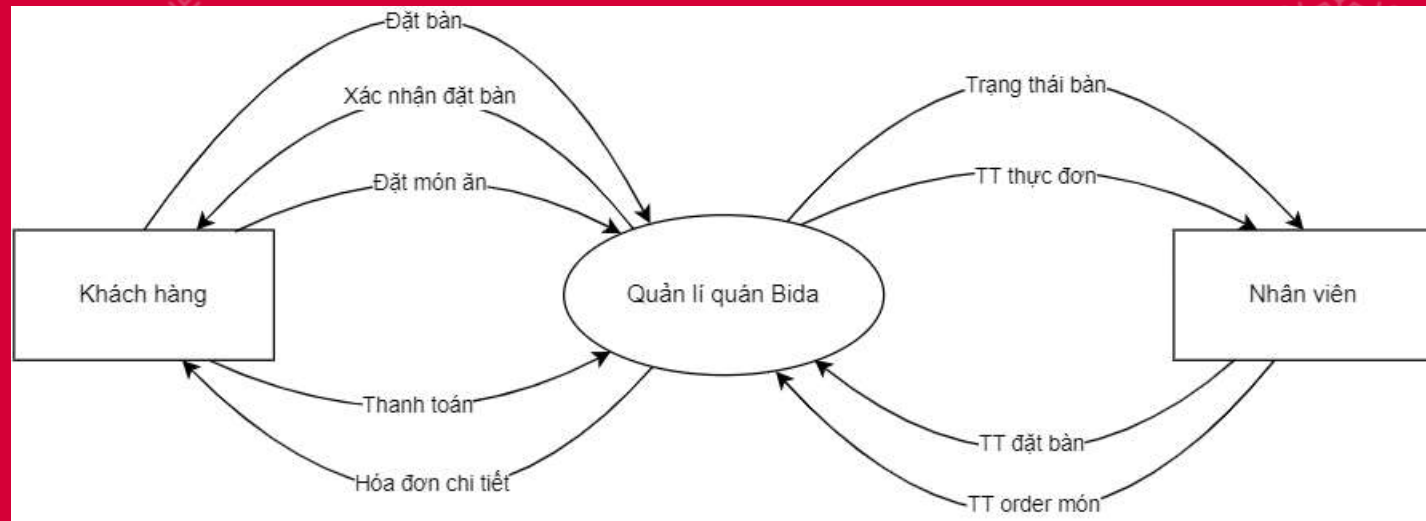 Đặt bàn
Xác nhận đặt bàn
Trạng thái bàn
Đặt món ăn
TT thực đơn
Khách hàng
Quản lí quán Bida
Nhân viên
Thanh toán
TT đặt bàn
Hóa đơn chi tiết
TT order món